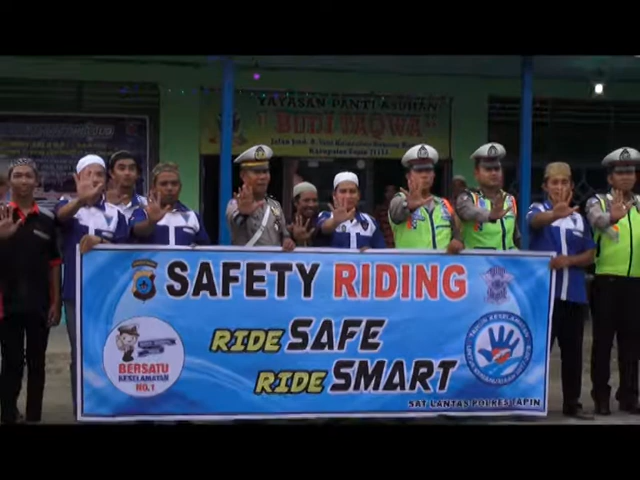 YAYASAN PANTI ASUHAN
"BUDI TAQWA"
SAFETY RIDING
RIDE SAFE
RIDE SMART
BERSATU
KESELAMATAN
NO.1
SAT LANTAS POLRES TAPIN